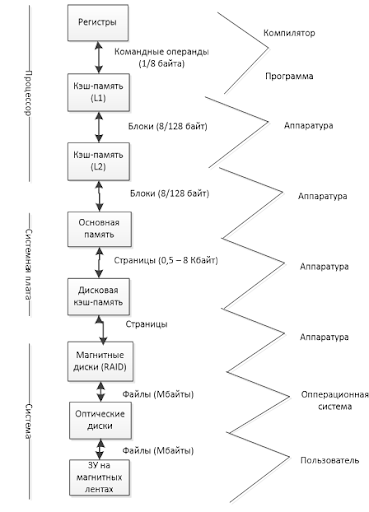 Регистры
Компилятор
Командные операнды
(1/8 байта)
Программа
Процессор
Кэш-память
(L1)
Блоки (8/128 байт)
Аппаратура
Кэш-память
(L2)
Блоки (8/128 байт)
Аппаратура
Основная
память
Системная плата
Страницы (0,5 – 8 Кбайт)
Аппаратура
Дисковая
кэш-память
Страницы
Аппаратура
Магнитные
диски (RAID)
Файлы (Мбайты)
Опперационная
система
Система
Оптические
диски
Файлы (Мбайты)
Пользователь
ЗУ на
магнитных
лентах